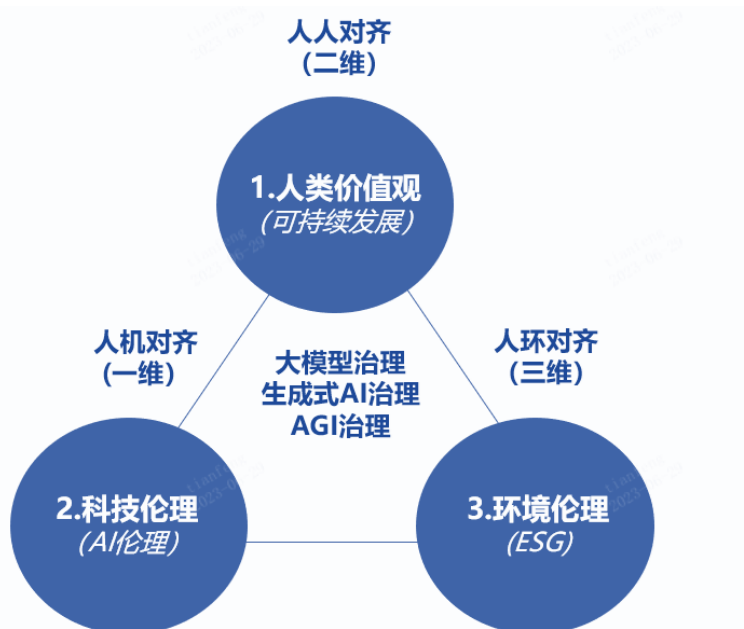 人人对齐
（二维）
1.人类价值观
（可持续发展）
人机对齐
(一维）
人环对齐
（三维）
大模型治理
生成式AI治理
AGI治理
2.科技伦理
（AI伦理）
3.环境伦理
(ESG)